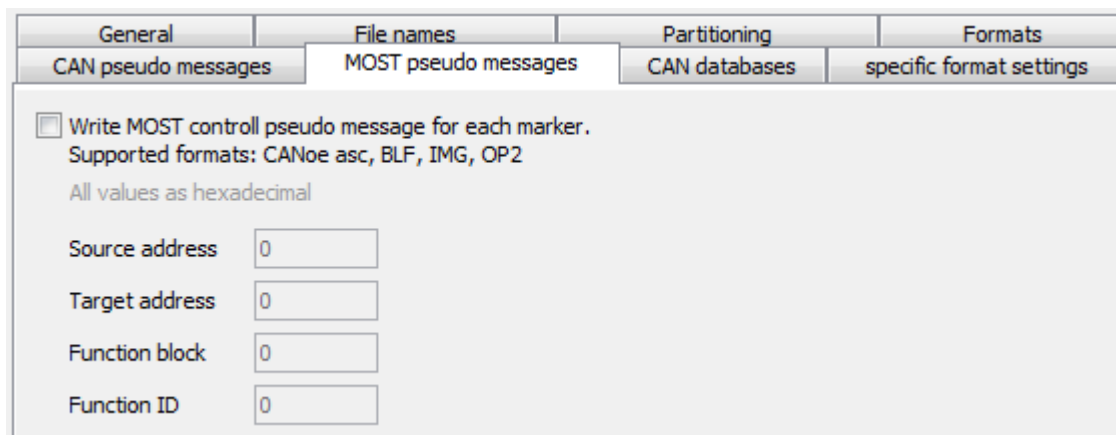 General File names Partitioning Formats
CAN pseudo messages MOST pseudo messages CAN databases specific format settings
Write MOST controll pseudo message for each marker.
Supported formats: CANoe asc, BLF, IMG, OP2
All values as hexadecimal
Source address 0
Target address 0
Function block 0
Function ID 0